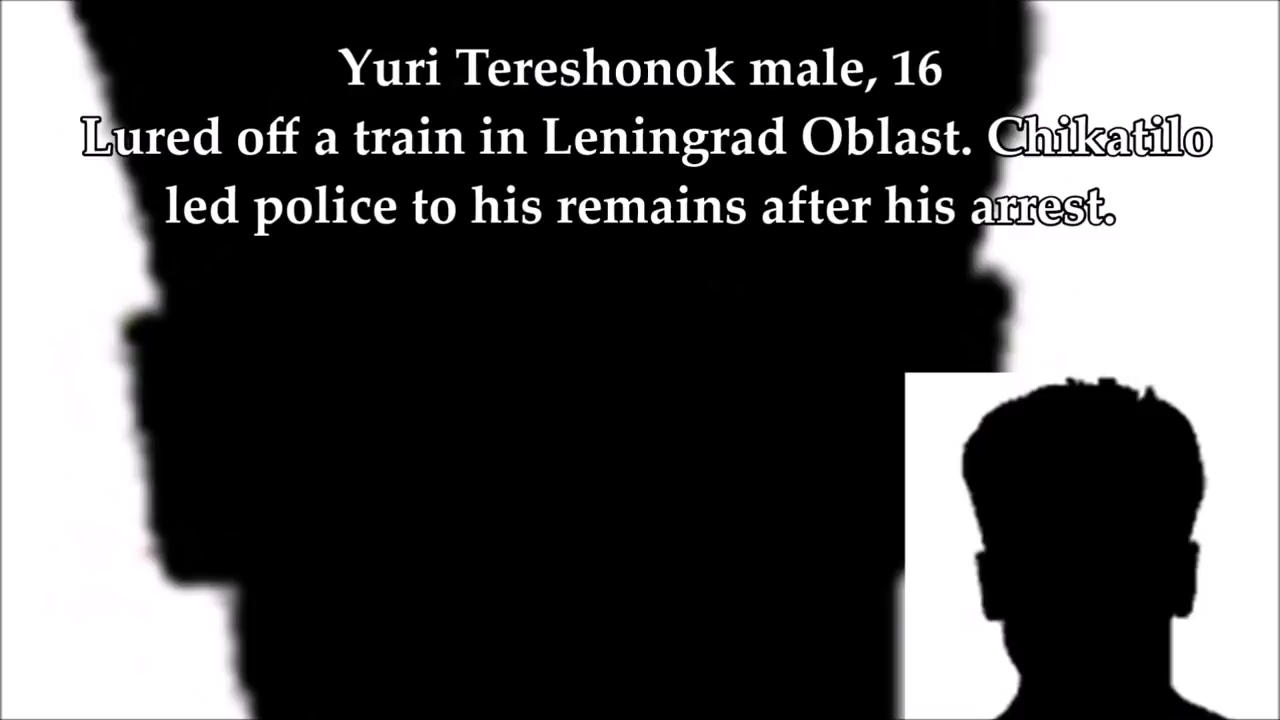 Yuri Tereshonok male, 16
Lured off a train in Leningrad Oblast. Chikatilo
led police to his remains after his arrest.